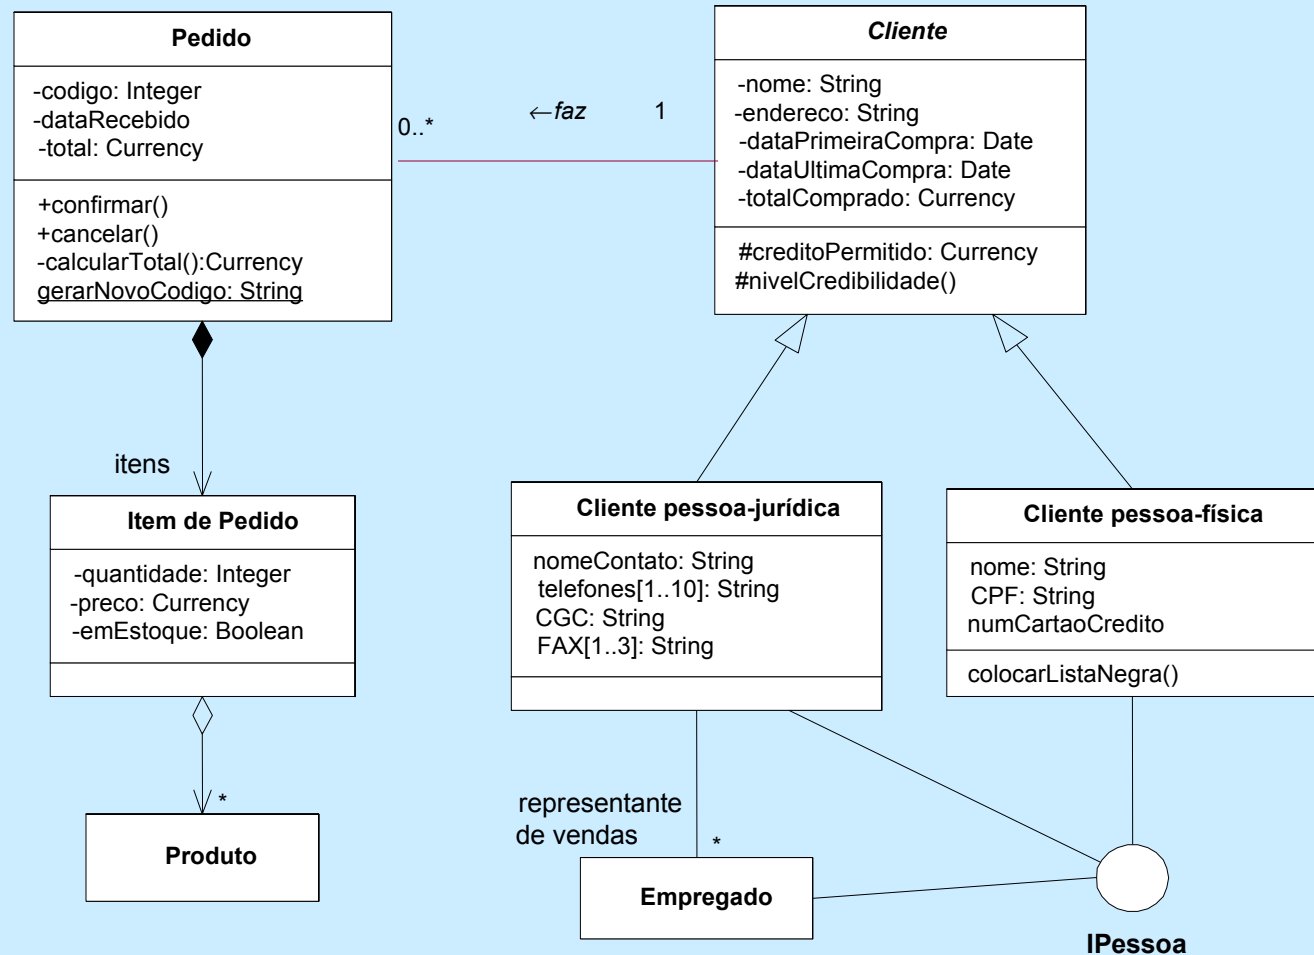 Pedido
-codigo: Integer
-dataRecebido
-total: Currency
+confirmar()
+cancelar()
-calcularTotal():Currency
gerarNovoCodigo: String
0..*
←faz
1
Cliente
-nome: String
-endereco: String
-dataPrimeiraCompra: Date
-dataUltimaCompra: Date
-totalComprado: Currency
#creditoPermitido: Currency
#nivelCredibilidade()
itens
Item de Pedido
-quantidade: Integer
-preco: Currency
-emEstoque: Boolean
*
Produto
Cliente pessoa-jurídica
nomeContato: String
telefones[1..10]: String
CGC: String
FAX[1..3]: String
Cliente pessoa-física
nome: String
CPF: String
numCartaoCredito
colocarListaNegra()
representante
de vendas
*
Empregado
IPessoa